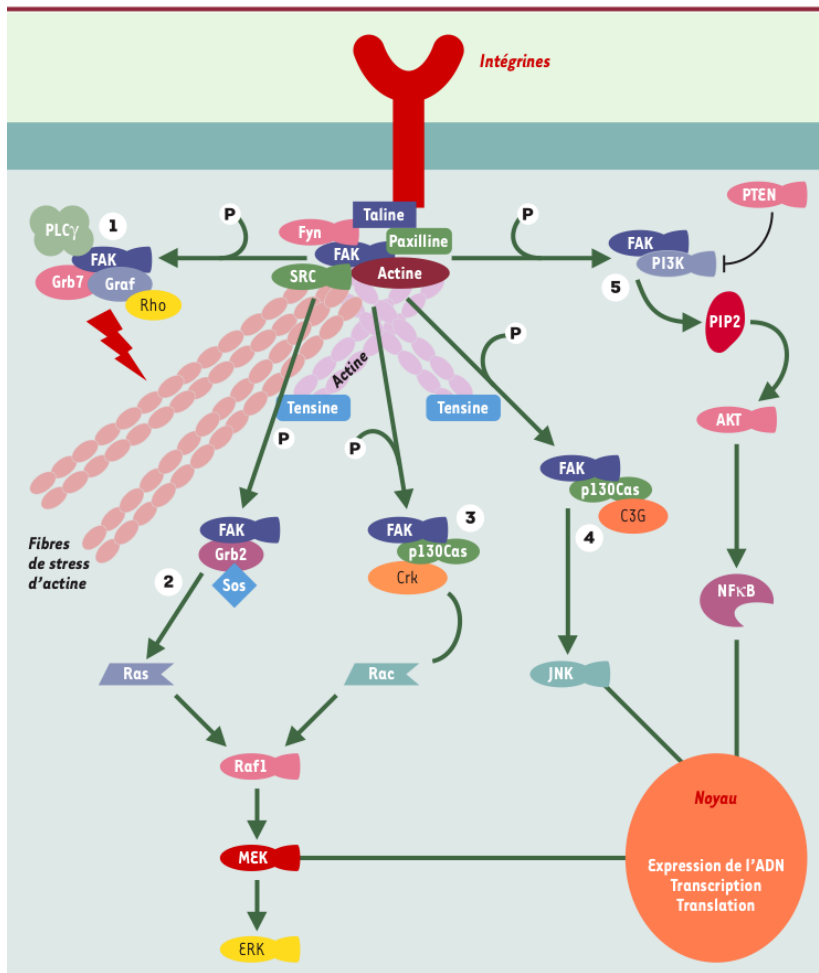 Intégrines
PTEN
PLCγ
1
P
Taline
P
Fyn
Paxilline
FAK
FAK
FAK
PI3K
SRC
Actine
Grb7
Graf
Rho
5
PIP2
P
Actine
Tensine
Tensine
AKT
P
P
FAK
p130Cas
C3G
FAK
Grb2
Sos
FAK
3
p130Cas
Crk
4
Fibres
de stress
d'actine
2
NFκB
Ras
Rac
JNK
Raf1
Noyau
MEK
Expression de l'ADN
Transcription
Translation
ERK